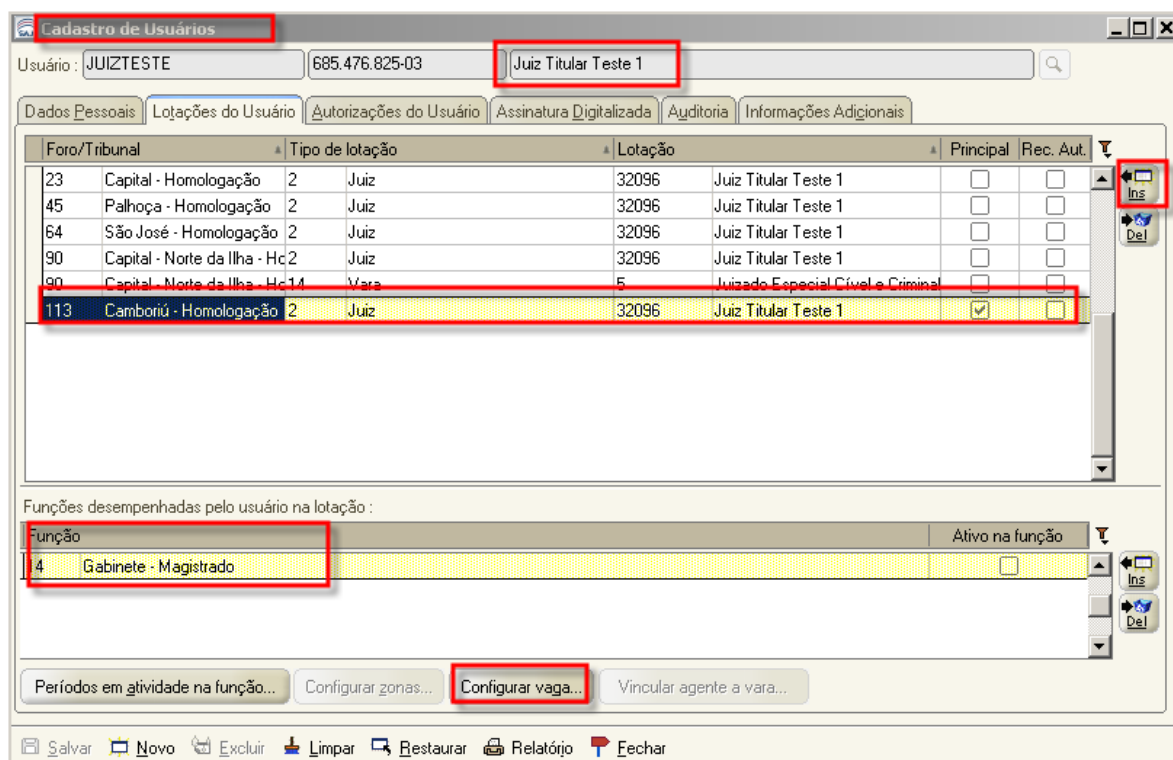 Cadastro de Usuários
Usuário : JUIZTESTE 685.476.825-03 Juiz Titular Teste 1
Dados Pessoais Lotações do Usuário Autorizações do Usuário Assinatura Digitalizada Auditoria Informações Adicionais
Foro/Tribunal Tipo de lotação Lotação Principal Rec. Aut.
23 Capital - Homologação 2 Juiz 32096 Juiz Titular Teste 1
Ins
45 Palhoça - Homologação 2 Juiz 32096 Juiz Titular Teste 1
64 São José - Homologação 2 Juiz 32096 Juiz Titular Teste 1
Del
90 Capital - Norte da Ilha - Hc 2 Juiz 32096 Juiz Titular Teste 1
90 Capital - Norte da Ilha - Hc 14 Vara 5 Juizado Especial Cível e Criminal
113 Camboriú - Homologação 2 Juiz 32096 Juiz Titular Teste 1
Funções desempenhadas pelo usuário na lotação :
Função Ativo na função
14 Gabinete - Magistrado
Ins
Del
Períodos em atividade na função... Configurar zonas... Configurar vaga... Vincular agente a vara...
Salvar Novo Excluir Limpar Restaurar Relatório Fechar